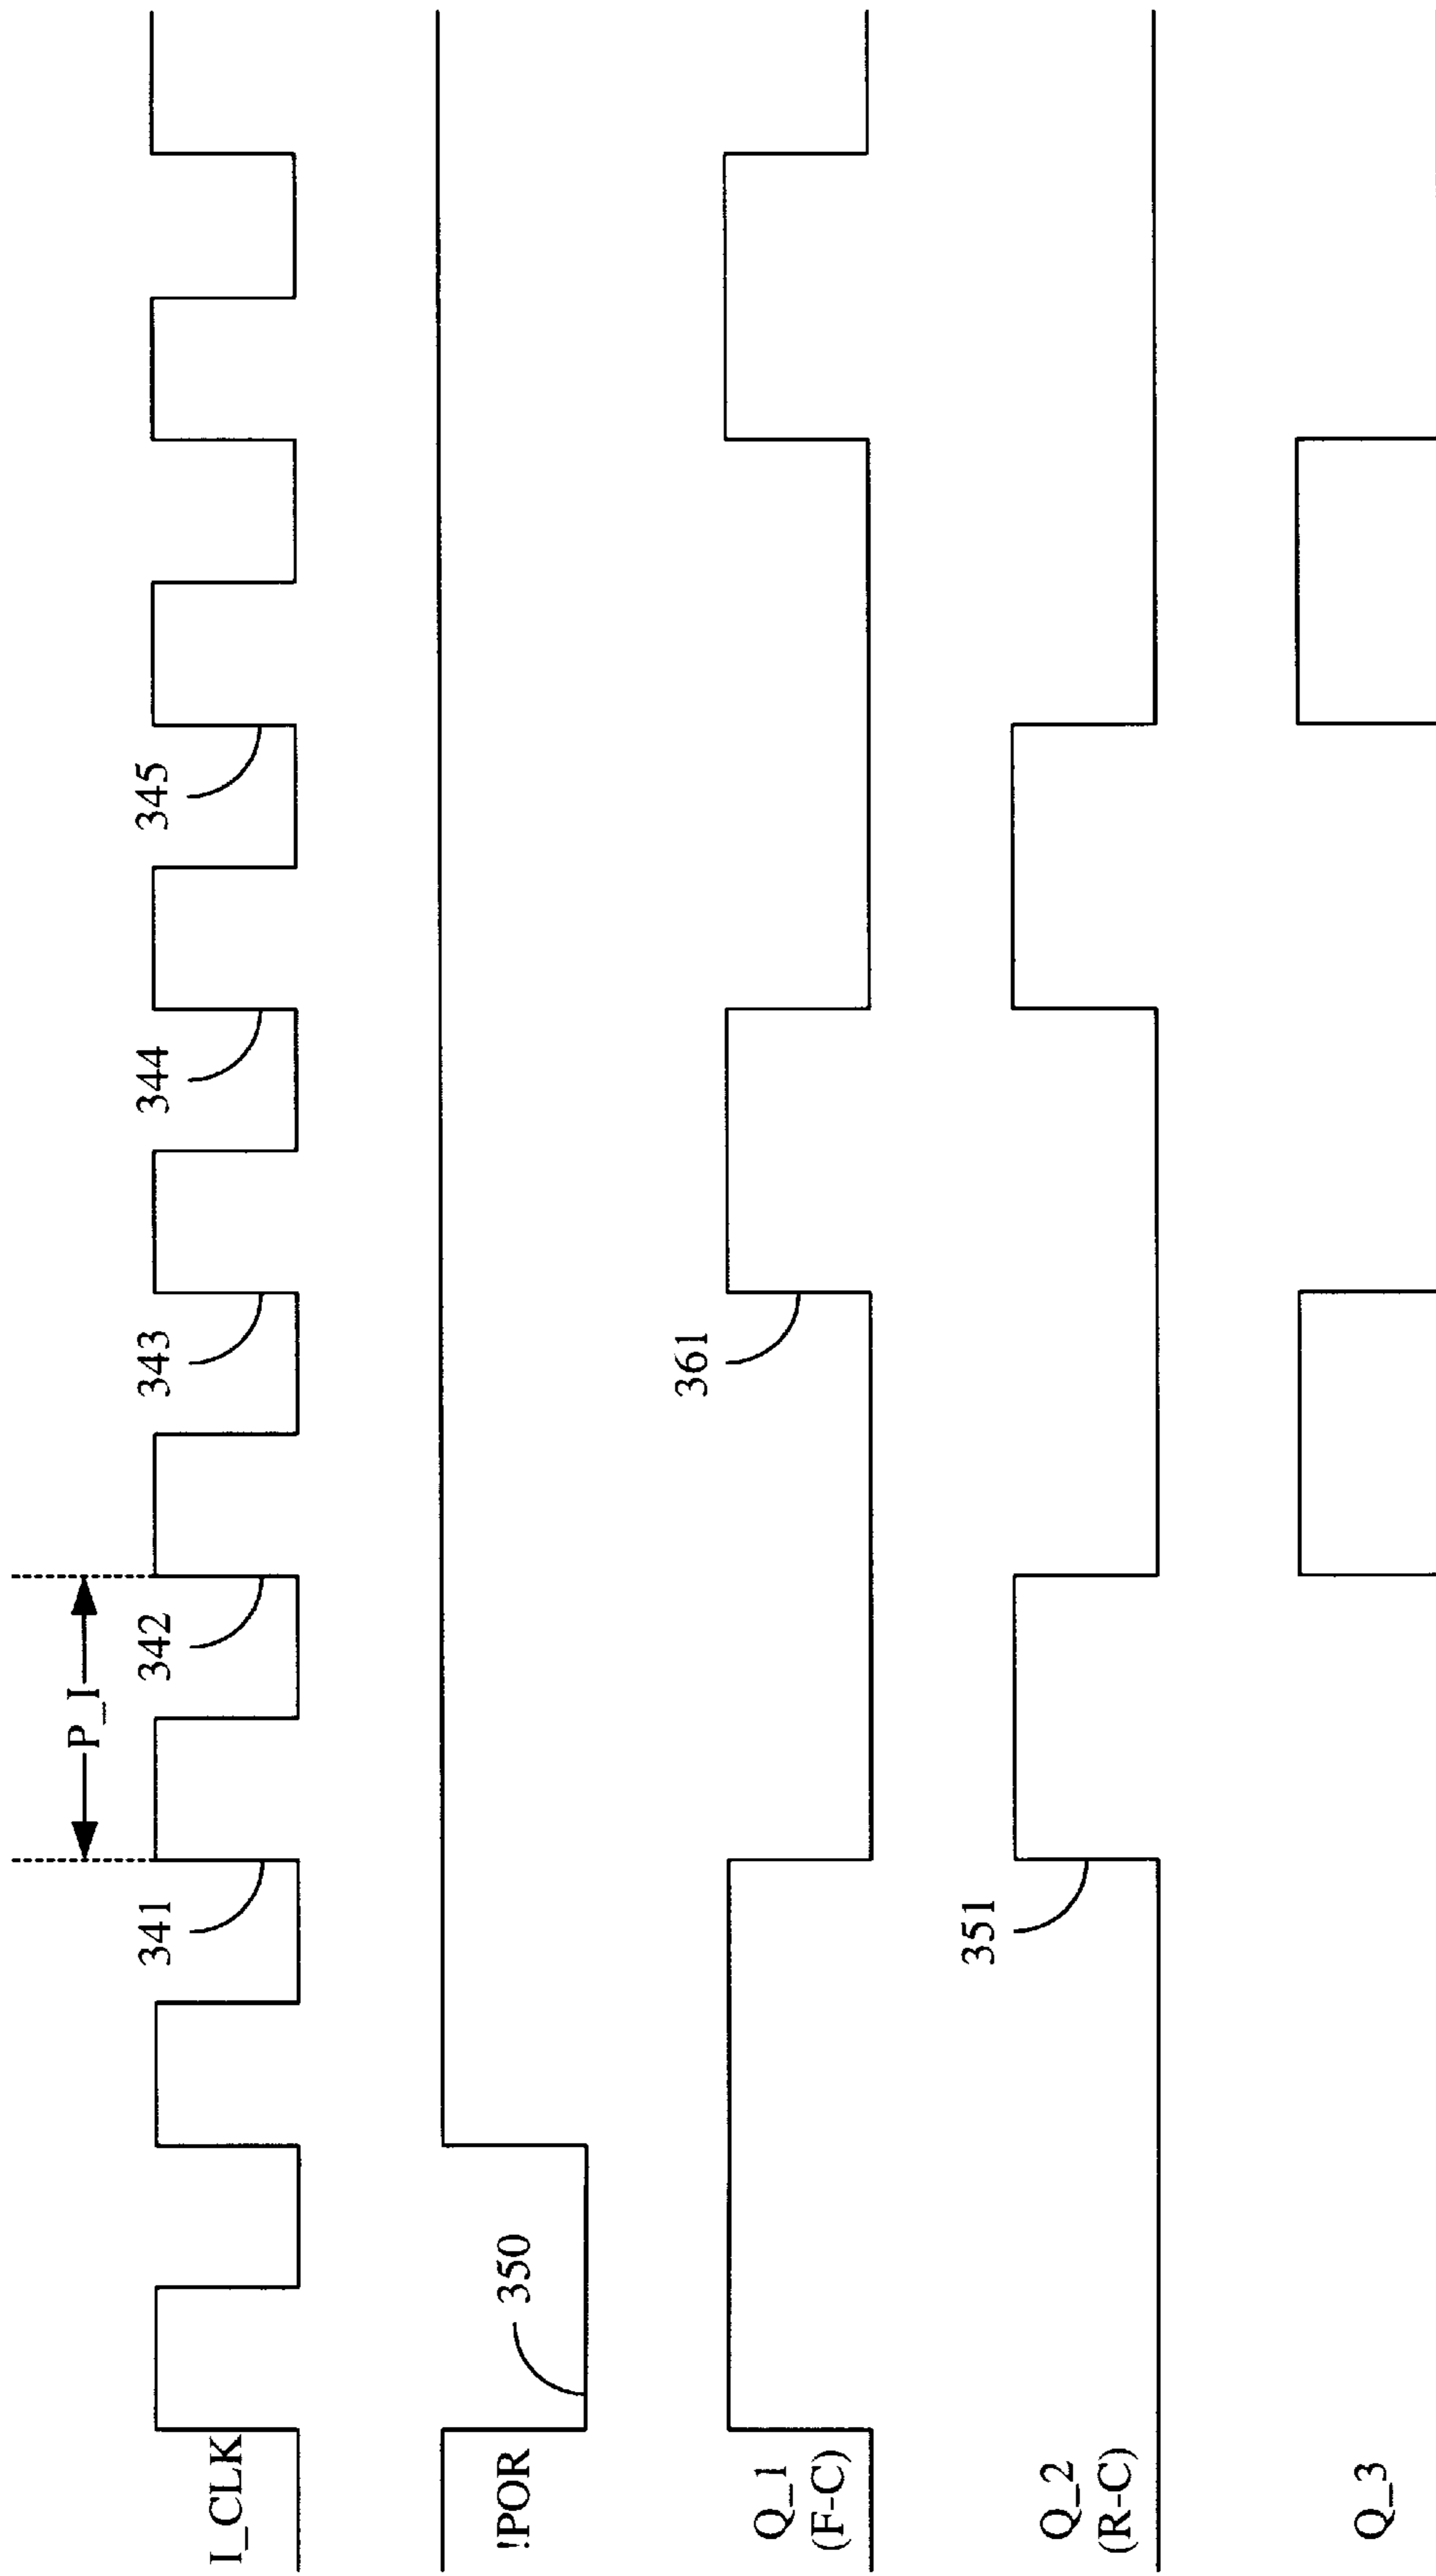 P_I
I_CLK
341
342
343
344
345
!POR
350
Q_1
(F-C)
361
Q_2
(R-C)
351
Q_3